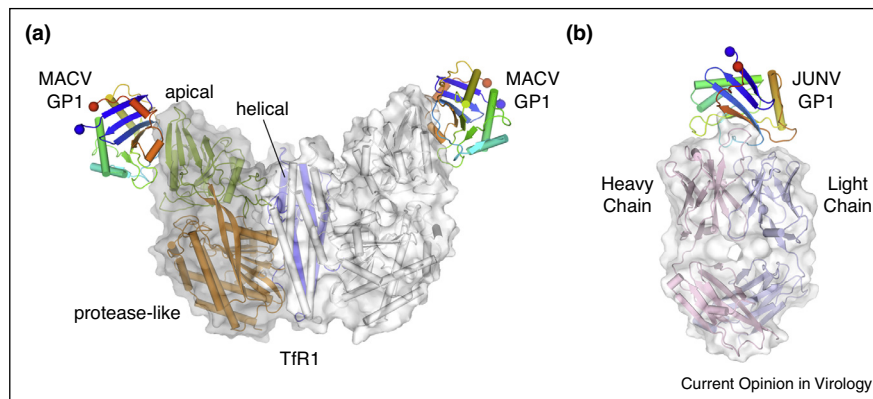 (a)
MACV
GP1
apical
helical
MACV
GP1
protease-like
TfR1
(b)
JUNV
GP1
Heavy
Chain
Light
Chain
Current Opinion in Virology